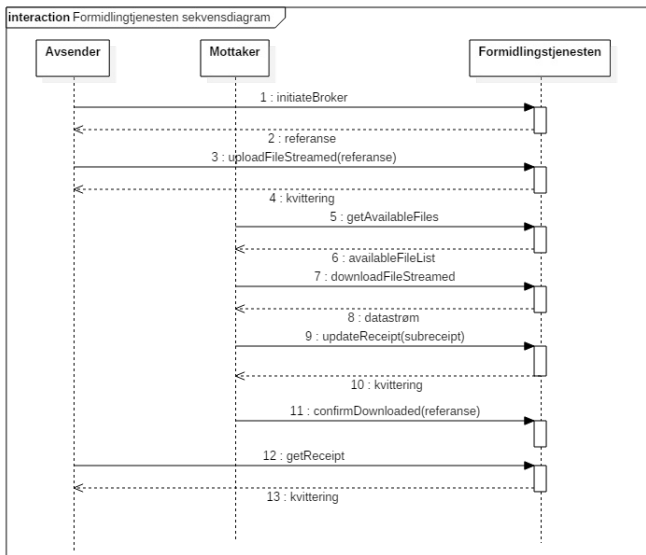 interaction Formidlingtjenesten sekvensdiagram
Avsender
Mottaker
Formidlingstjenesten
1 : initiateBroker
2 : referanse
3 : uploadFileStreamed(referanse)
4 : kvittering
5 : getAvailableFiles
6 : availableFileList
7 : downloadFileStreamed
8 : datastrøm
9 : updateReceipt(subreceipt)
10 : kvittering
11 : confirmDownloaded(referanse)
12 : getReceipt
13 : kvittering